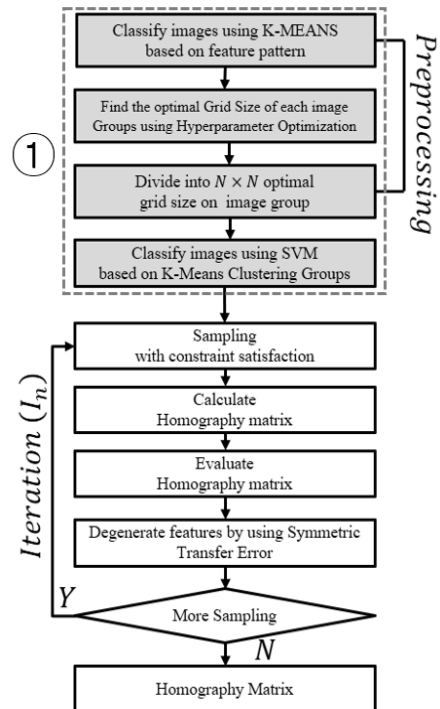 Classify images using K-MEANS
based on feature pattern
Find the optimal Grid Size of each image
Groups using Hyperparameter Optimization
Divide into N × N optimal
grid size on image group
Classify images using SVM
based on K-Means Clustering Groups
①
Preprocessing
Sampling
with constraint satisfaction
Calculate
Homography matrix
Evaluate
Homography matrix
Degenerate features by using Symmetric
Transfer Error
More Sampling
Y
N
Iteration (Iₙ)
Homography Matrix